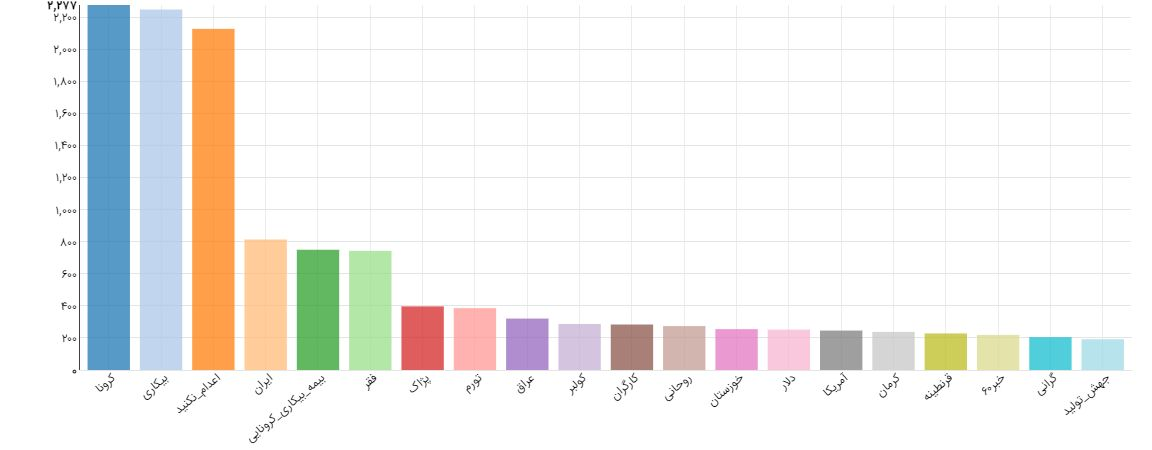 ۲,۲۷۷
۲,۲۰۰
۲,۰۰۰
۱,۸۰۰
۱,۶۰۰
۱,۴۰۰
۱,۲۰۰
۱,۰۰۰
۸۰۰
۶۰۰
۴۰۰
۲۰۰
۰
کرونا
بیکاری
اعدام_نکنید
ایران
بیمه_بیکاری_کرونایی
فقر
پژاک
تورم
عراق
کولبر
کارگران
روحانی
خوزستان
دلار
آمریکا
کرمان
قرنطینه
خبر۶۰
گرانی
جهش_تولید